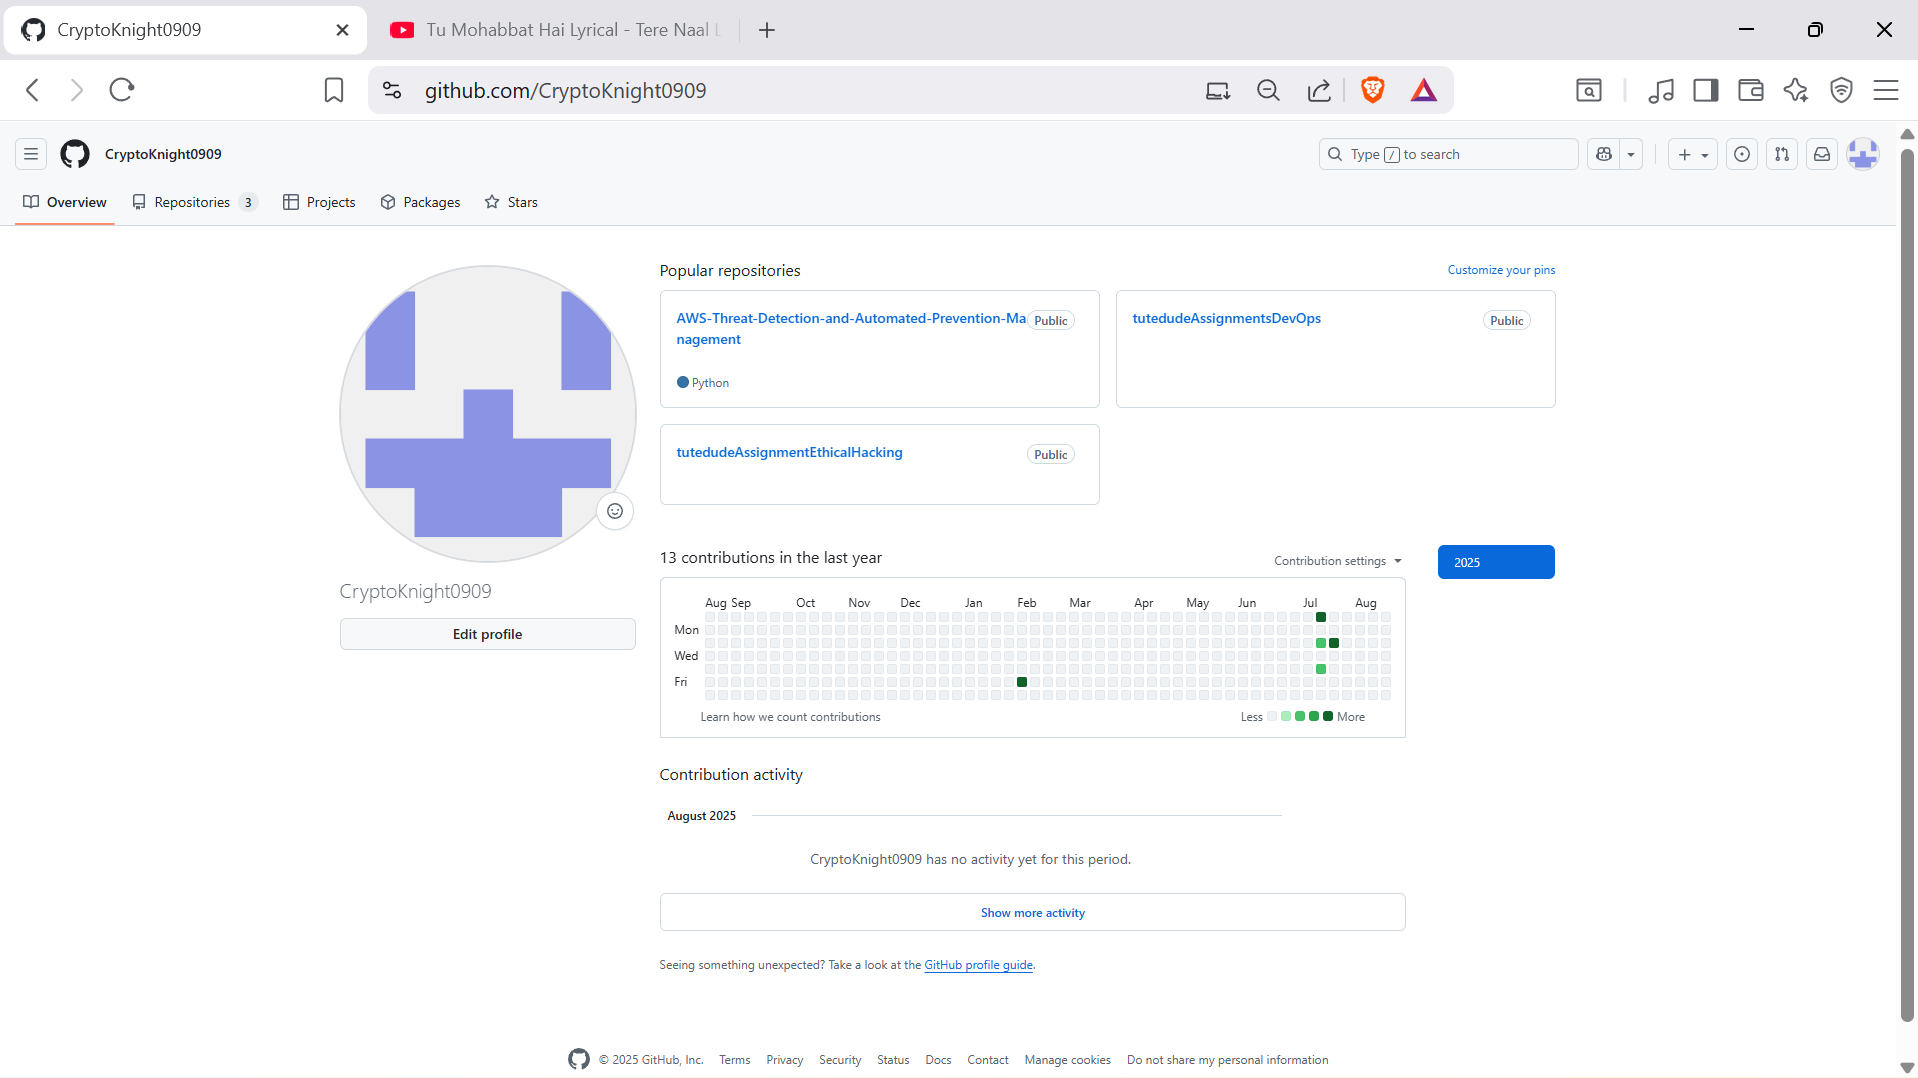 CryptoKnight0909
Tu Mohabbat Hai Lyrical - Tere Naal L
github.com/CryptoKnight0909
CryptoKnight0909
Type / to search
Overview
Repositories 3
Projects
Packages
Stars
Popular repositories
Customize your pins
AWS-Threat-Detection-and-Automated-Prevention-Ma
nagement
Public
Python
tutedudeAssignmentsDevOps
Public
tutedudeAssignmentEthicalHacking
Public
CryptoKnight0909
Edit profile
13 contributions in the last year
Contribution settings
2025
Aug Sep Oct Nov Dec Jan Feb Mar Apr May Jun Jul Aug
Mon
Wed
Fri
Learn how we count contributions
Less More
Contribution activity
August 2025
CryptoKnight0909 has no activity yet for this period.
Show more activity
Seeing something unexpected? Take a look at the GitHub profile guide.
© 2025 GitHub, Inc. Terms Privacy Security Status Docs Contact Manage cookies Do not share my personal information